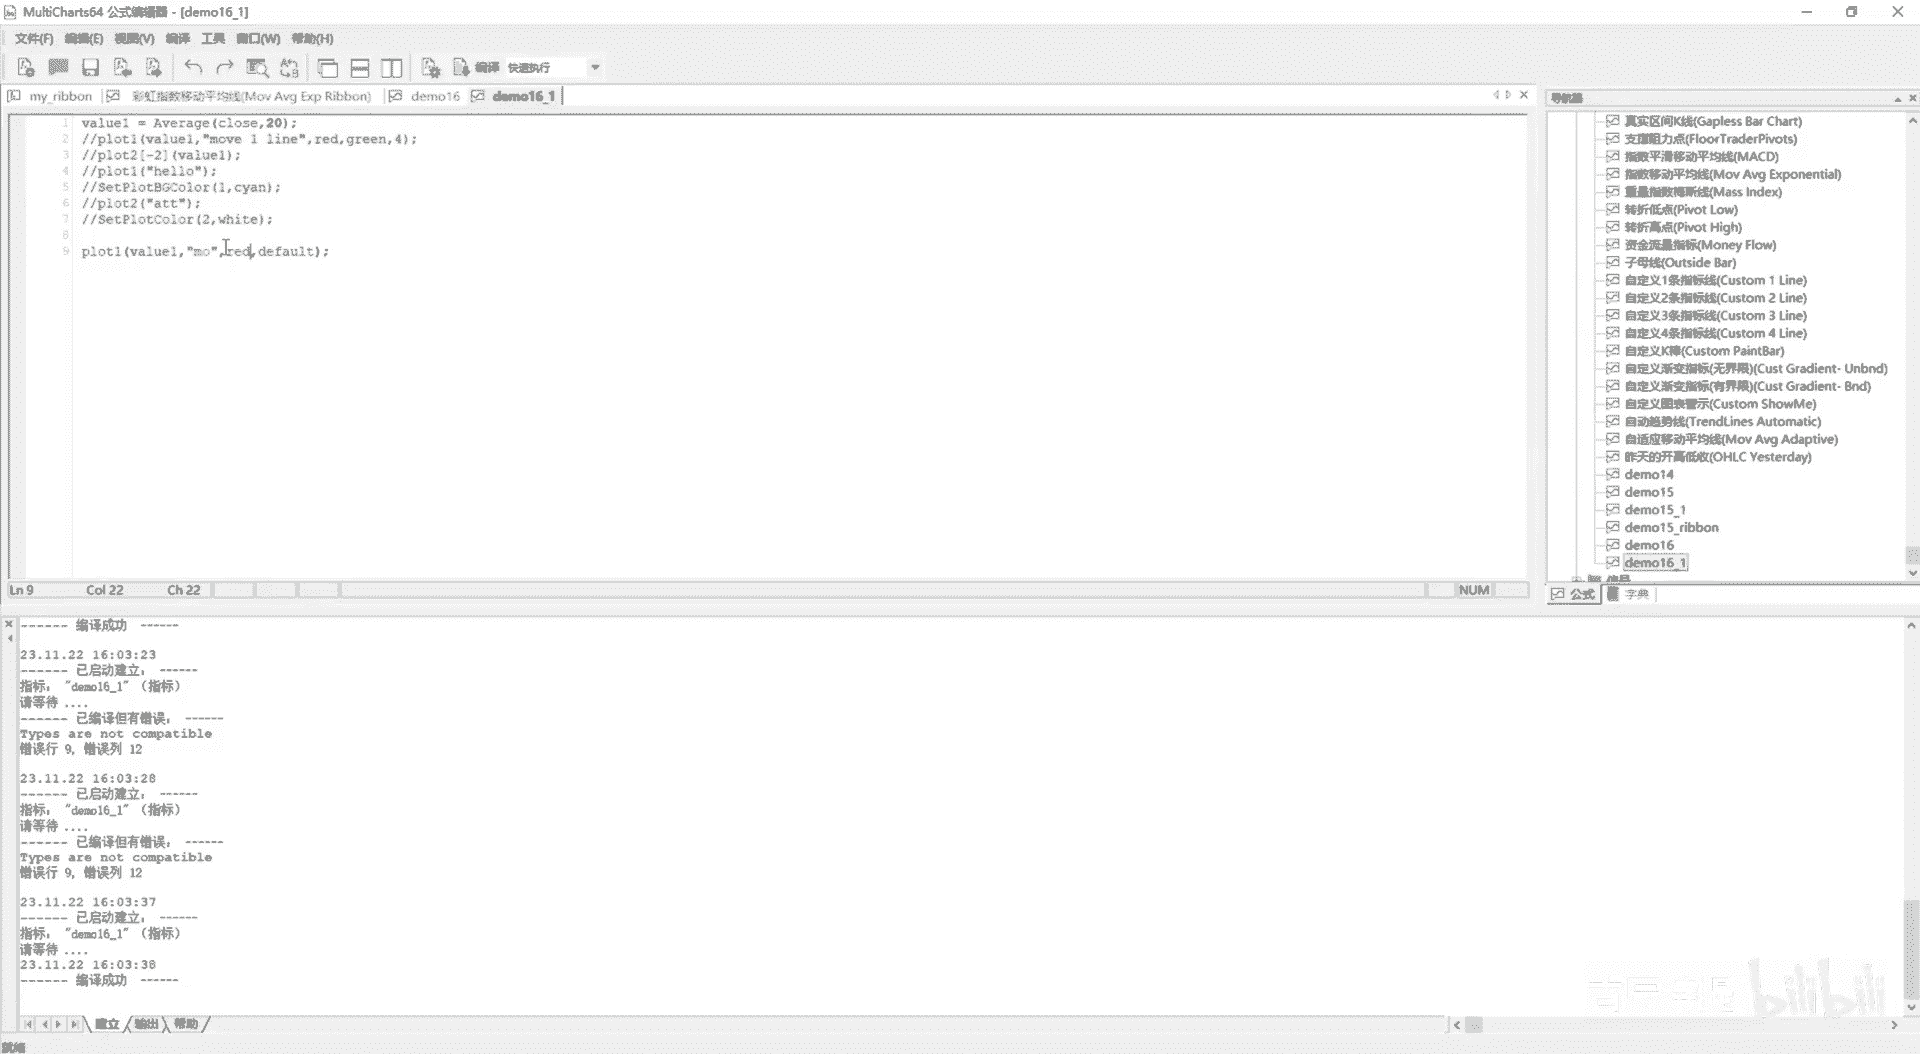 MultiCharts64 公式编辑器 - [demo16_1]
文件(F) 编辑(E) 视图(V) 编译 工具 窗口(W) 帮助(H)
编译 快速执行
my_ribbon 彩虹指数移动平均线(Mov Avg Exp Ribbon) demo16 demo16_1
1 value1 = Average(close,20);
2 //plot1(value1,"move 1 line",red,green,4);
3 //plot2[-2](value1);
4 //plot1("hello");
5 //SetPlotBGColor(1,cyan);
6 //plot2("att");
7 //SetPlotColor(2,white);
8
9 plot1(value1,"mo",red,default);
Ln 9 Col 22 Ch 22 NUM
导航器
真实区间K线(Gapless Bar Chart)
支撑阻力点(FloorTraderPivots)
指数平滑移动平均线(MACD)
指数移动平均线(Mov Avg Exponential)
重量指数梅斯线(Mass Index)
转折低点(Pivot Low)
转折高点(Pivot High)
资金流量指标(Money Flow)
子母线(Outside Bar)
自定义1条指标线(Custom 1 Line)
自定义2条指标线(Custom 2 Line)
自定义3条指标线(Custom 3 Line)
自定义4条指标线(Custom 4 Line)
自定义K棒(Custom PaintBar)
自定义渐变指标(无界限)(Cust Gradient- Unbnd)
自定义渐变指标(有界限)(Cust Gradient- Bnd)
自定义图表警示(Custom ShowMe)
自动趋势线(TrendLines Automatic)
自适应移动平均线(Mov Avg Adaptive)
昨天的开高低收(OHLC Yesterday)
demo14
demo15
demo15_1
demo15_ribbon
demo16
demo16_1
信号
公式 字典
------ 编译成功 ------
23.11.22 16:03:23
------ 已启动建立： ------
指标： "demo16_1" （指标）
请等待 ....
------ 已编译但有错误： ------
Types are not compatible
错误行 9, 错误列 12
23.11.22 16:03:28
------ 已启动建立： ------
指标： "demo16_1" （指标）
请等待 ....
------ 已编译但有错误： ------
Types are not compatible
错误行 9, 错误列 12
23.11.22 16:03:37
------ 已启动建立： ------
指标： "demo16_1" （指标）
请等待 ....
23.11.22 16:03:38
------ 编译成功 ------
建立 输出 帮助
就绪
bilibili